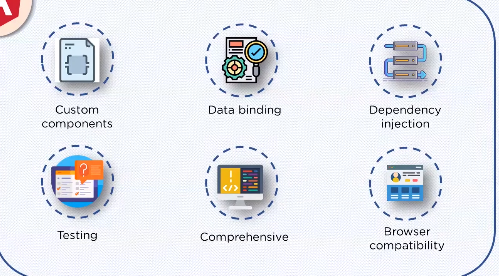 A
Custom
components
Data binding
Dependency
injection
Testing
Comprehensive
Browser
compatibility